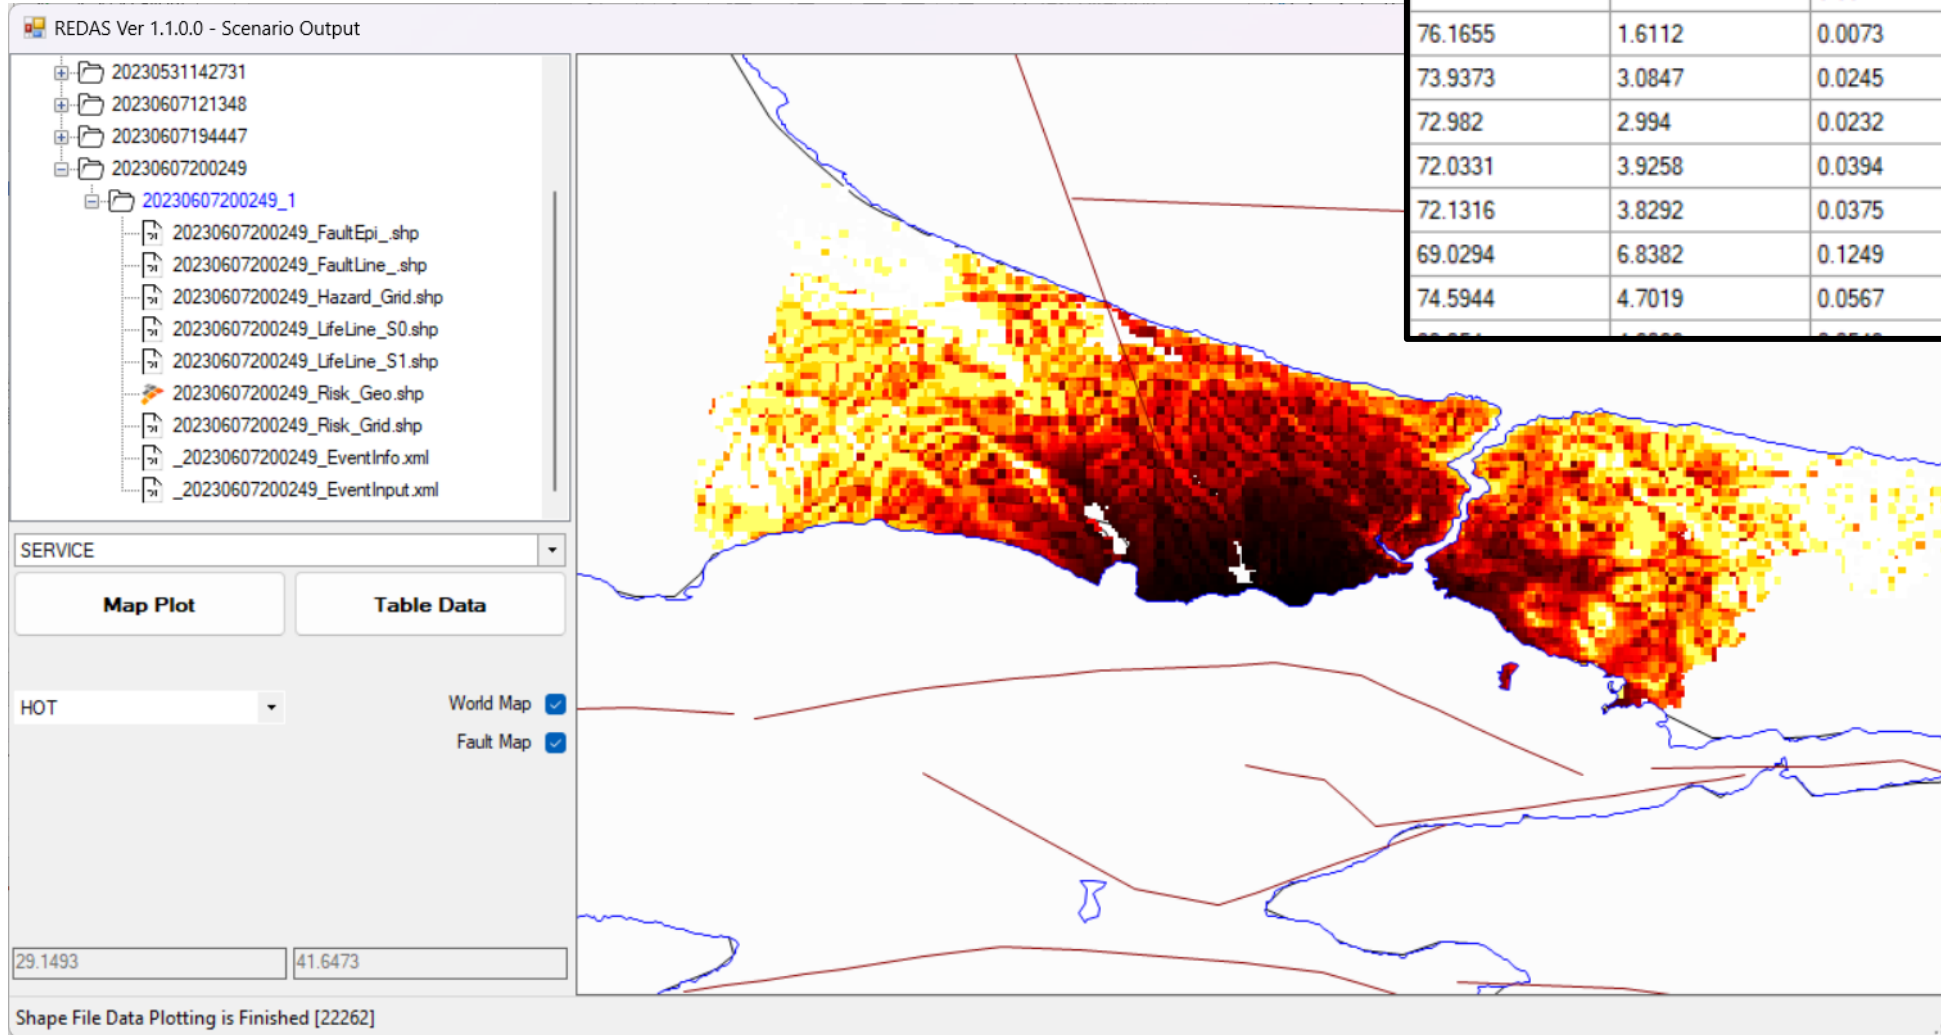 REDAS Ver 1.1.0.0 - Scenario Output
20230531142731
20230607121348
20230607194447
20230607200249
20230607200249_1
20230607200249_FaultEpi_.shp
20230607200249_FaultLine_.shp
20230607200249_Hazard_Grid.shp
20230607200249_LifeLine_S0.shp
20230607200249_LifeLine_S1.shp
20230607200249_Risk_Geo.shp
20230607200249_Risk_Grid.shp
_20230607200249_EventInfo.xml
_20230607200249_EventInput.xml
SERVICE
Map Plot Table Data
HOT
World Map
Fault Map
29.1493 41.6473
Shape File Data Plotting is Finished [22262]
76.1655 1.6112 0.0073
73.9373 3.0847 0.0245
72.982 2.994 0.0232
72.0331 3.9258 0.0394
72.1316 3.8292 0.0375
69.0294 6.8382 0.1249
74.5944 4.7019 0.0567